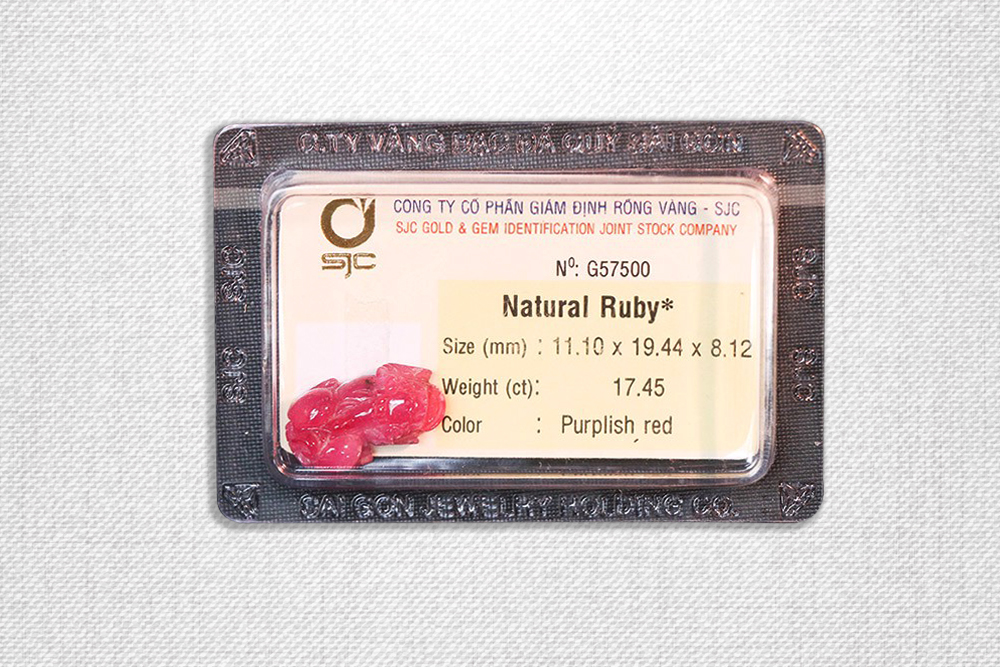 C.TY VÀNG BẠC ĐÁ QUÝ SÀI GÒN
SJC
CÔNG TY CỔ PHẦN GIÁM ĐỊNH RỒNG VÀNG - SJC
SJC GOLD & GEM IDENTIFICATION JOINT STOCK COMPANY
Nº: G57500
Natural Ruby*
Size (mm) : 11.10 x 19.44 x 8.12
Weight (ct): 17.45
Color : Purplish red
SJC
SJC
SJC
SJC
SAI GON JEWELRY HOLDING CO.